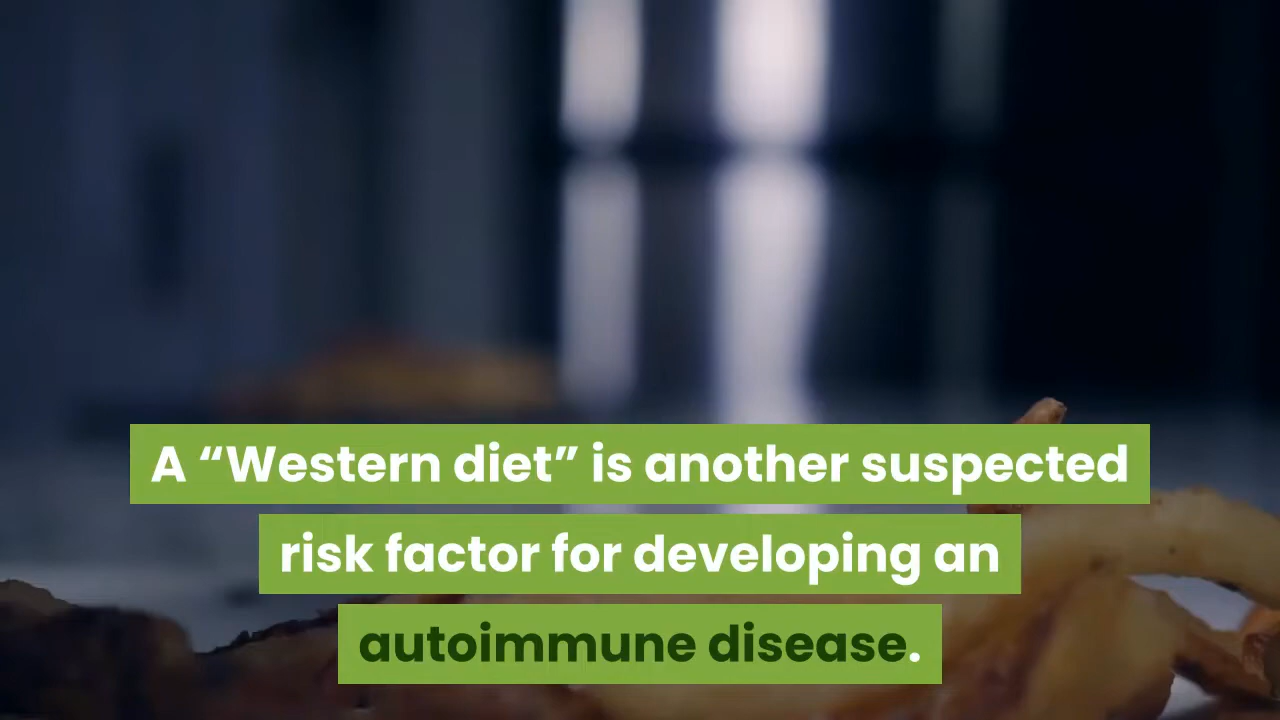 A “Western diet” is another suspected
risk factor for developing an
autoimmune disease.